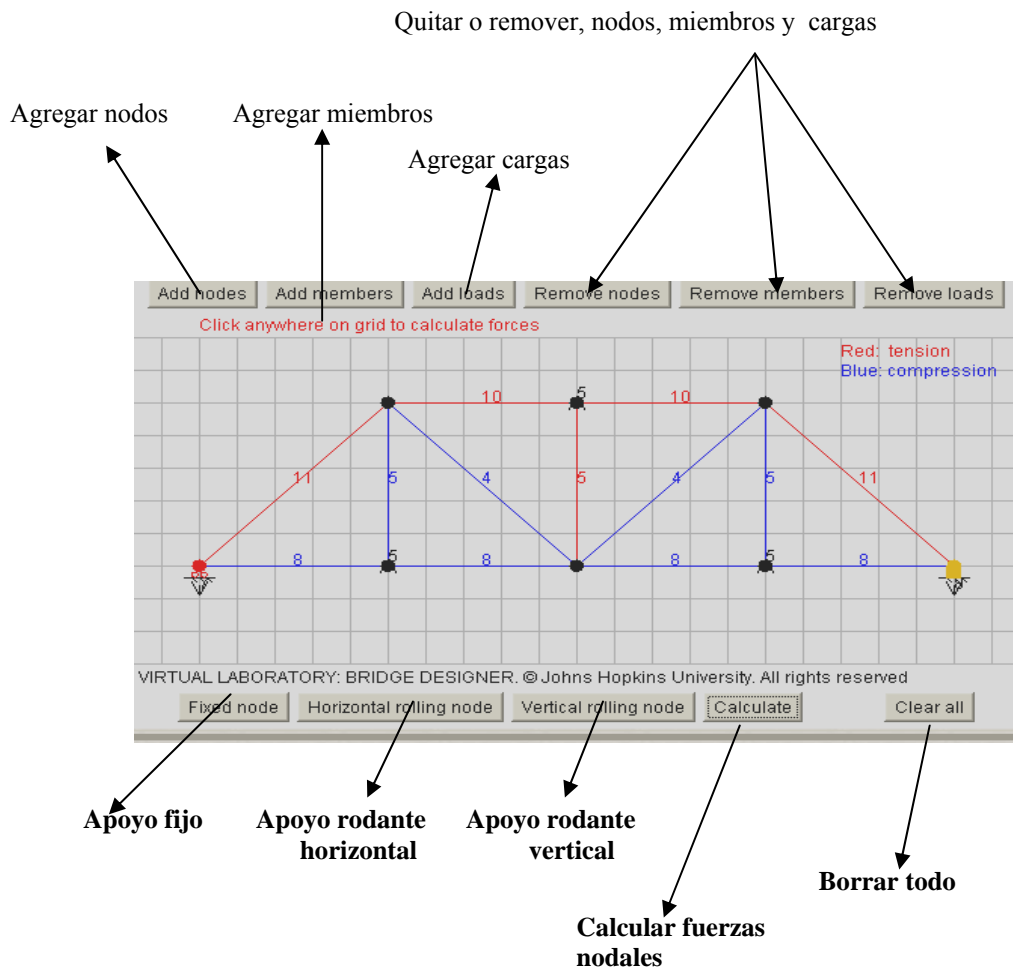 Quitar o remover, nodos, miembros y cargas
Agregar nodos
Agregar miembros
Agregar cargas
Add nodes
Add members
Add loads
Remove nodes
Remove members
Remove loads
Click anywhere on grid to calculate forces
Red: tension
Blue: compression
5
10
10
11
5
4
5
4
5
11
5
5
8
8
8
8
VIRTUAL LABORATORY: BRIDGE DESIGNER. © Johns Hopkins University. All rights reserved
Fixed node
Horizontal rolling node
Vertical rolling node
Calculate
Clear all
Apoyo fijo
Apoyo rodante
horizontal
Apoyo rodante
vertical
Borrar todo
Calcular fuerzas
nodales